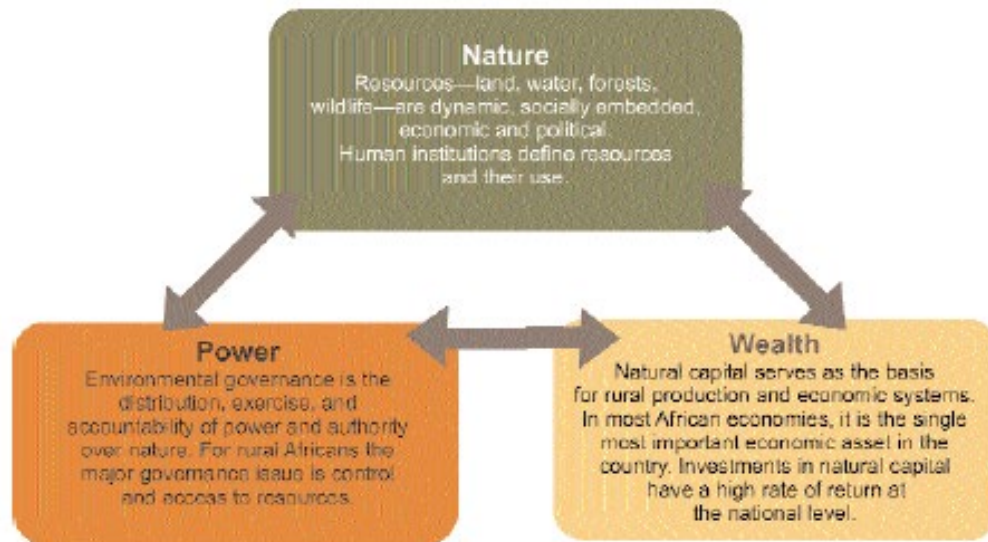 Nature
Resources—land, water, forests,
wildlife—are dynamic, socially embedded,
economic and political.
Human institutions define resources
and their use.
Power
Environmental governance is the
distribution, exercise, and
accountability of power and authority
over nature. For rural Africans the
major governance issue is control
and access to resources.
Wealth
Natural capital serves as the basis
for rural production and economic systems.
In most African economies, it is the single
most important economic asset in the
country. Investments in natural capital
have a high rate of return at
the national level.